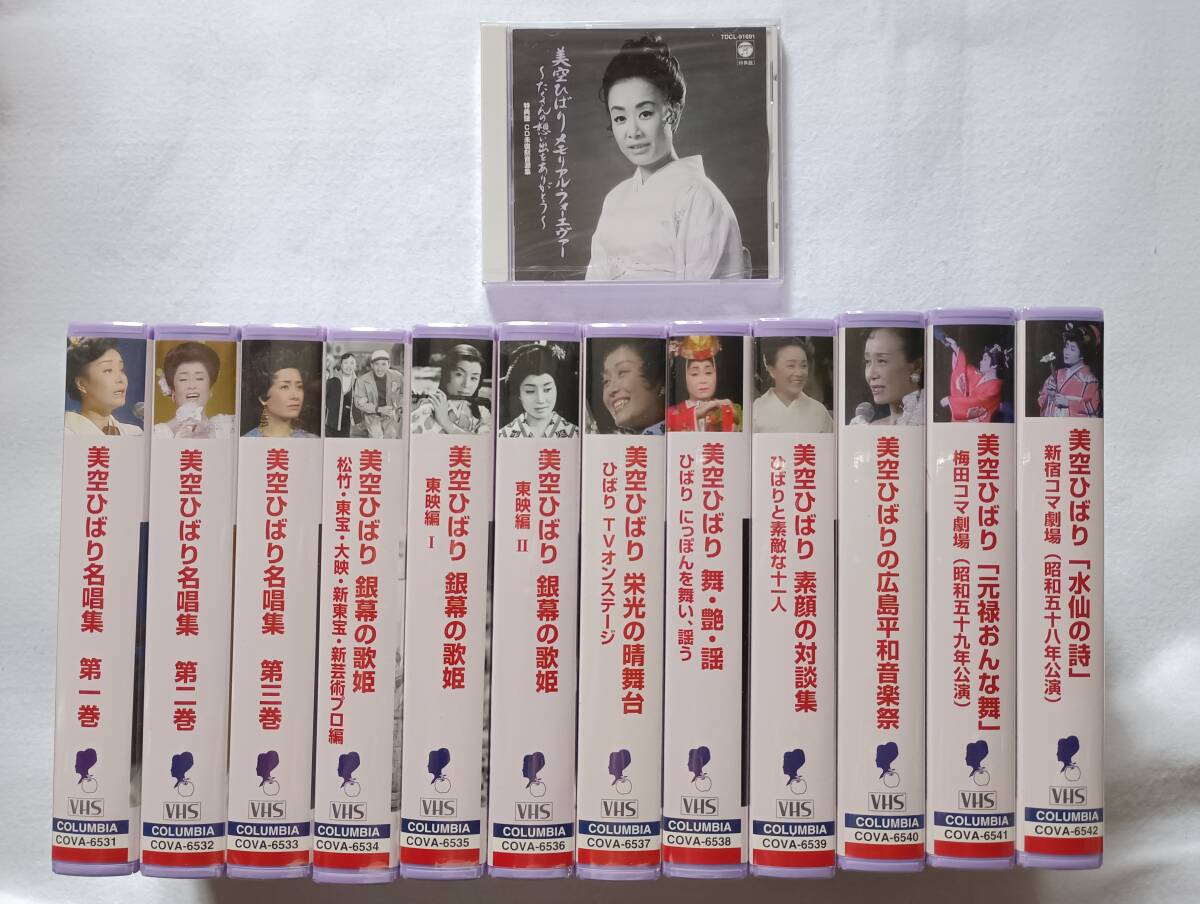 TDCL-91691
特典盤
美空ひばりメモリアル・フォーエヴァー
〜たくさんの想い出をありがとう〜
特典盤 CD未復刻音源集
美空ひばり名唱集 第一巻
VHS
COLUMBIA
COVA-6531
美空ひばり名唱集 第二巻
VHS
COLUMBIA
COVA-6532
美空ひばり名唱集 第三巻
VHS
COLUMBIA
COVA-6533
美空ひばり 銀幕の歌姫
松竹・東宝・大映・新東宝・新芸術プロ編
VHS
COLUMBIA
COVA-6534
美空ひばり 銀幕の歌姫
東映編 I
VHS
COLUMBIA
COVA-6535
美空ひばり 銀幕の歌姫
東映編 II
VHS
COLUMBIA
COVA-6536
美空ひばり 栄光の晴舞台
ひばり TVオンステージ
VHS
COLUMBIA
COVA-6537
美空ひばり 舞・艶・謡
ひばり にっぽんを舞い、謡う
VHS
COLUMBIA
COVA-6538
美空ひばり 素顔の対談集
ひばりと素敵な十一人
VHS
COLUMBIA
COVA-6539
美空ひばりの広島平和音楽祭
VHS
COLUMBIA
COVA-6540
美空ひばり「元禄おんな舞」
梅田コマ劇場（昭和五十九年公演）
VHS
COLUMBIA
COVA-6541
美空ひばり「水仙の詩」
新宿コマ劇場（昭和五十八年公演）
VHS
COLUMBIA
COVA-6542